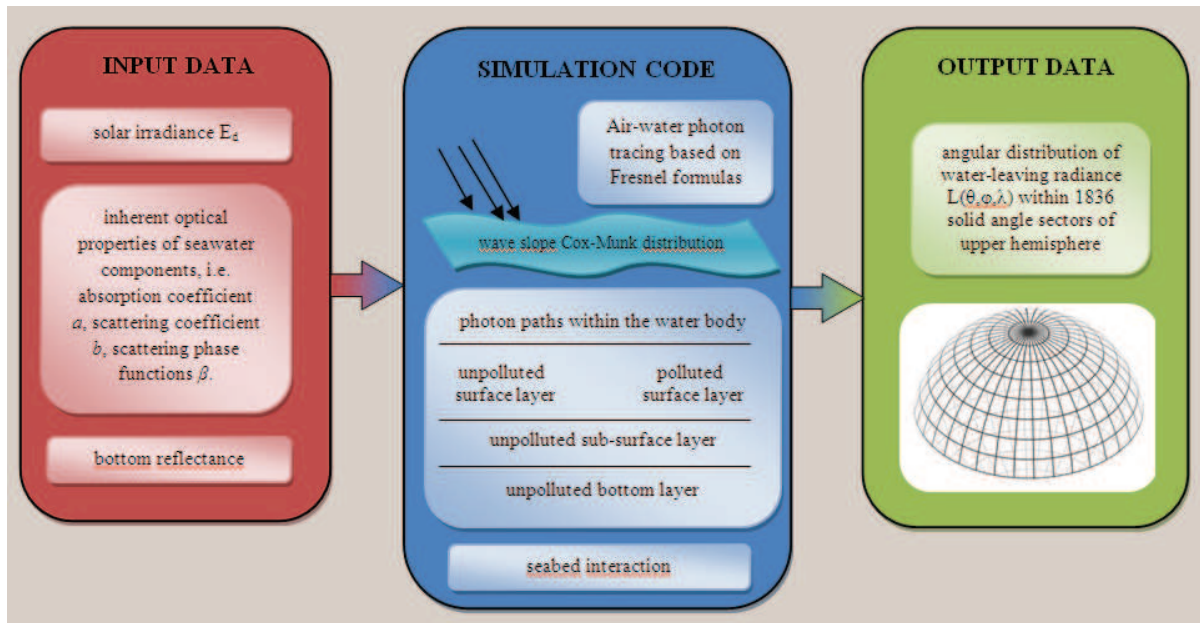 INPUT DATA
solar irradiance Ed
inherent optical
properties of seawater
components, i.e.
absorption coefficient
a, scattering coefficient
b, scattering phase
functions β.
bottom reflectance
SIMULATION CODE
Air-water photon
tracing based on
Fresnel formulas
wave slope Cox-Munk distribution
photon paths within the water body
unpolluted
surface layer
polluted
surface layer
unpolluted sub-surface layer
unpolluted bottom layer
seabed interaction
OUTPUT DATA
angular distribution of
water-leaving radiance
L(θ,φ,λ) within 1836
solid angle sectors of
upper hemisphere